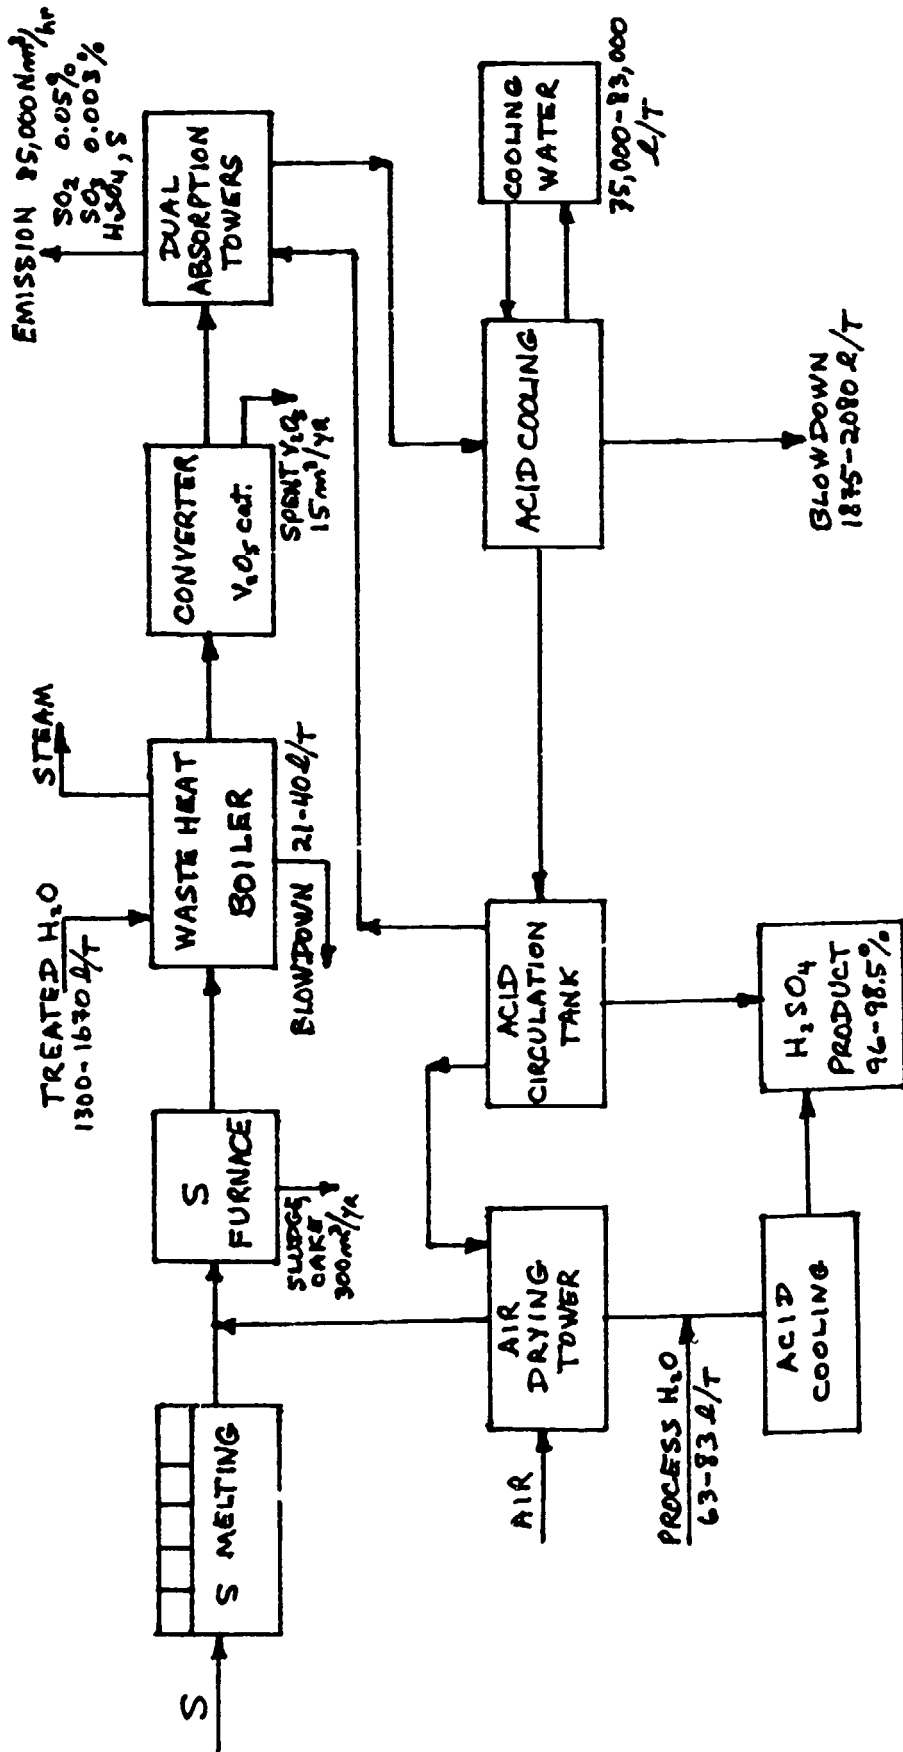 S
S MELTING
S
FURNACE
SLUDGE,
CAKE
300 m³/YR
TREATED H₂O
1300-1670 l/T
STEAM
WASTE HEAT
BOILER
BLOWDOWN 21-40 l/T
CONVERTER
V₂O₅ cat.
SPENT V₂O₅
15 m³/YR
EMISSION 85,000 Nm³/hr
SO₂ 0.05%
SO₃ 0.003%
H₂SO₄, S
DUAL
ABSORPTION
TOWERS
AIR
AIR
DRYING
TOWER
ACID
CIRCULATION
TANK
ACID COOLING
COOLING
WATER
75,000-83,000
l/T
PROCESS H₂O
63-83 l/T
ACID
COOLING
H₂SO₄
PRODUCT
96-98.5%
BLOWDOWN
1875-2080 l/T